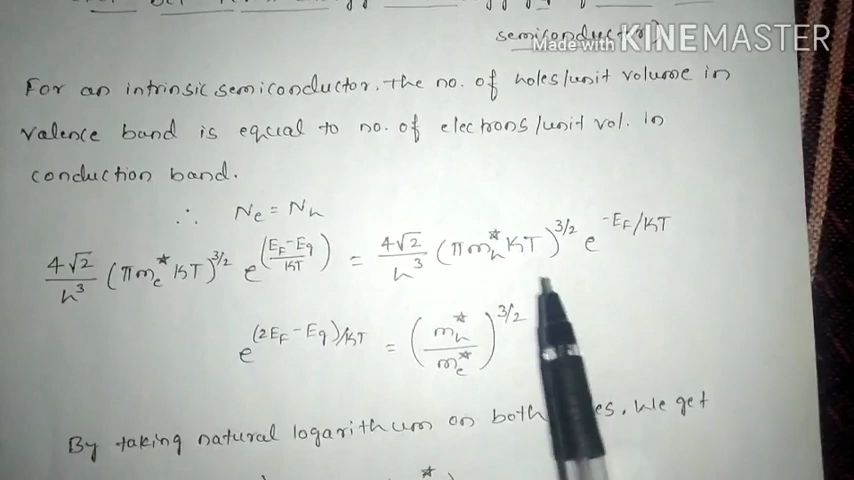 semiconductor
Made with KINEMASTER
For an intrinsic semiconductor, the no. of holes/unit volume in
valence band is equal to no. of electrons/unit vol. in
conduction band.
∴ Ne = Nh
4√2/h³ (πme*KT)^3/2 e^((EF-Eg)/KT) = 4√2/h³ (πmh*KT)^3/2 e^-EF/KT
e^(2EF-Eg)/KT = (mh*/me*)^3/2
By taking natural logarithum on both es, we get
*